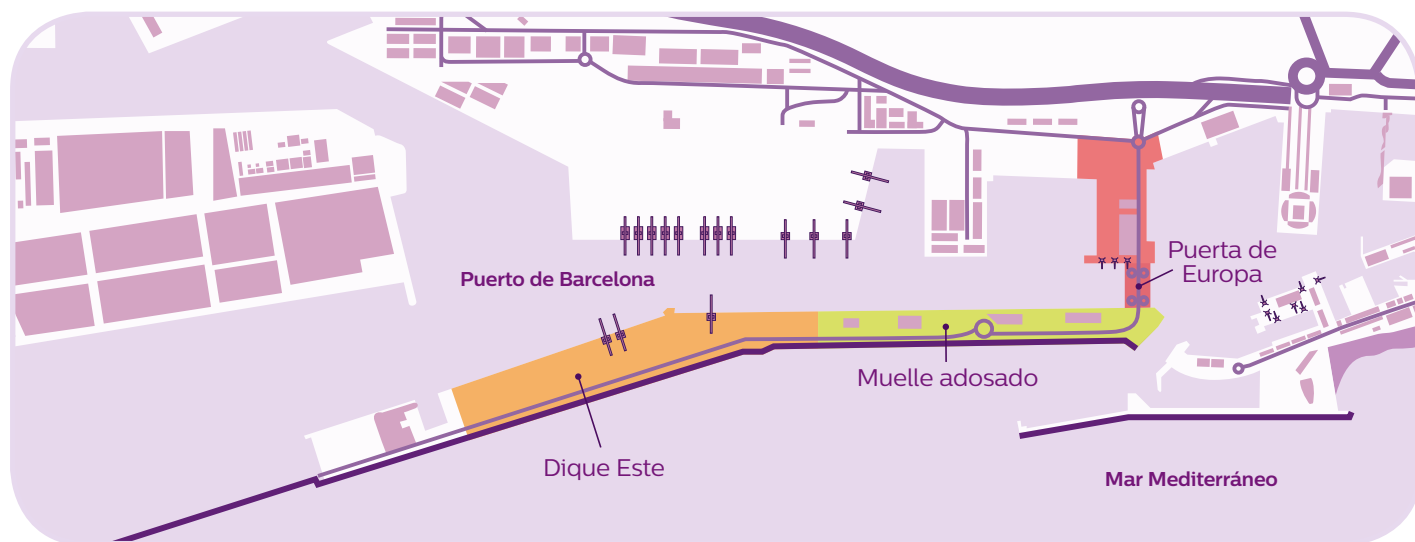 Puerta de
Europa
Puerto de Barcelona
Muelle adosado
Dique Este
Mar Mediterráneo